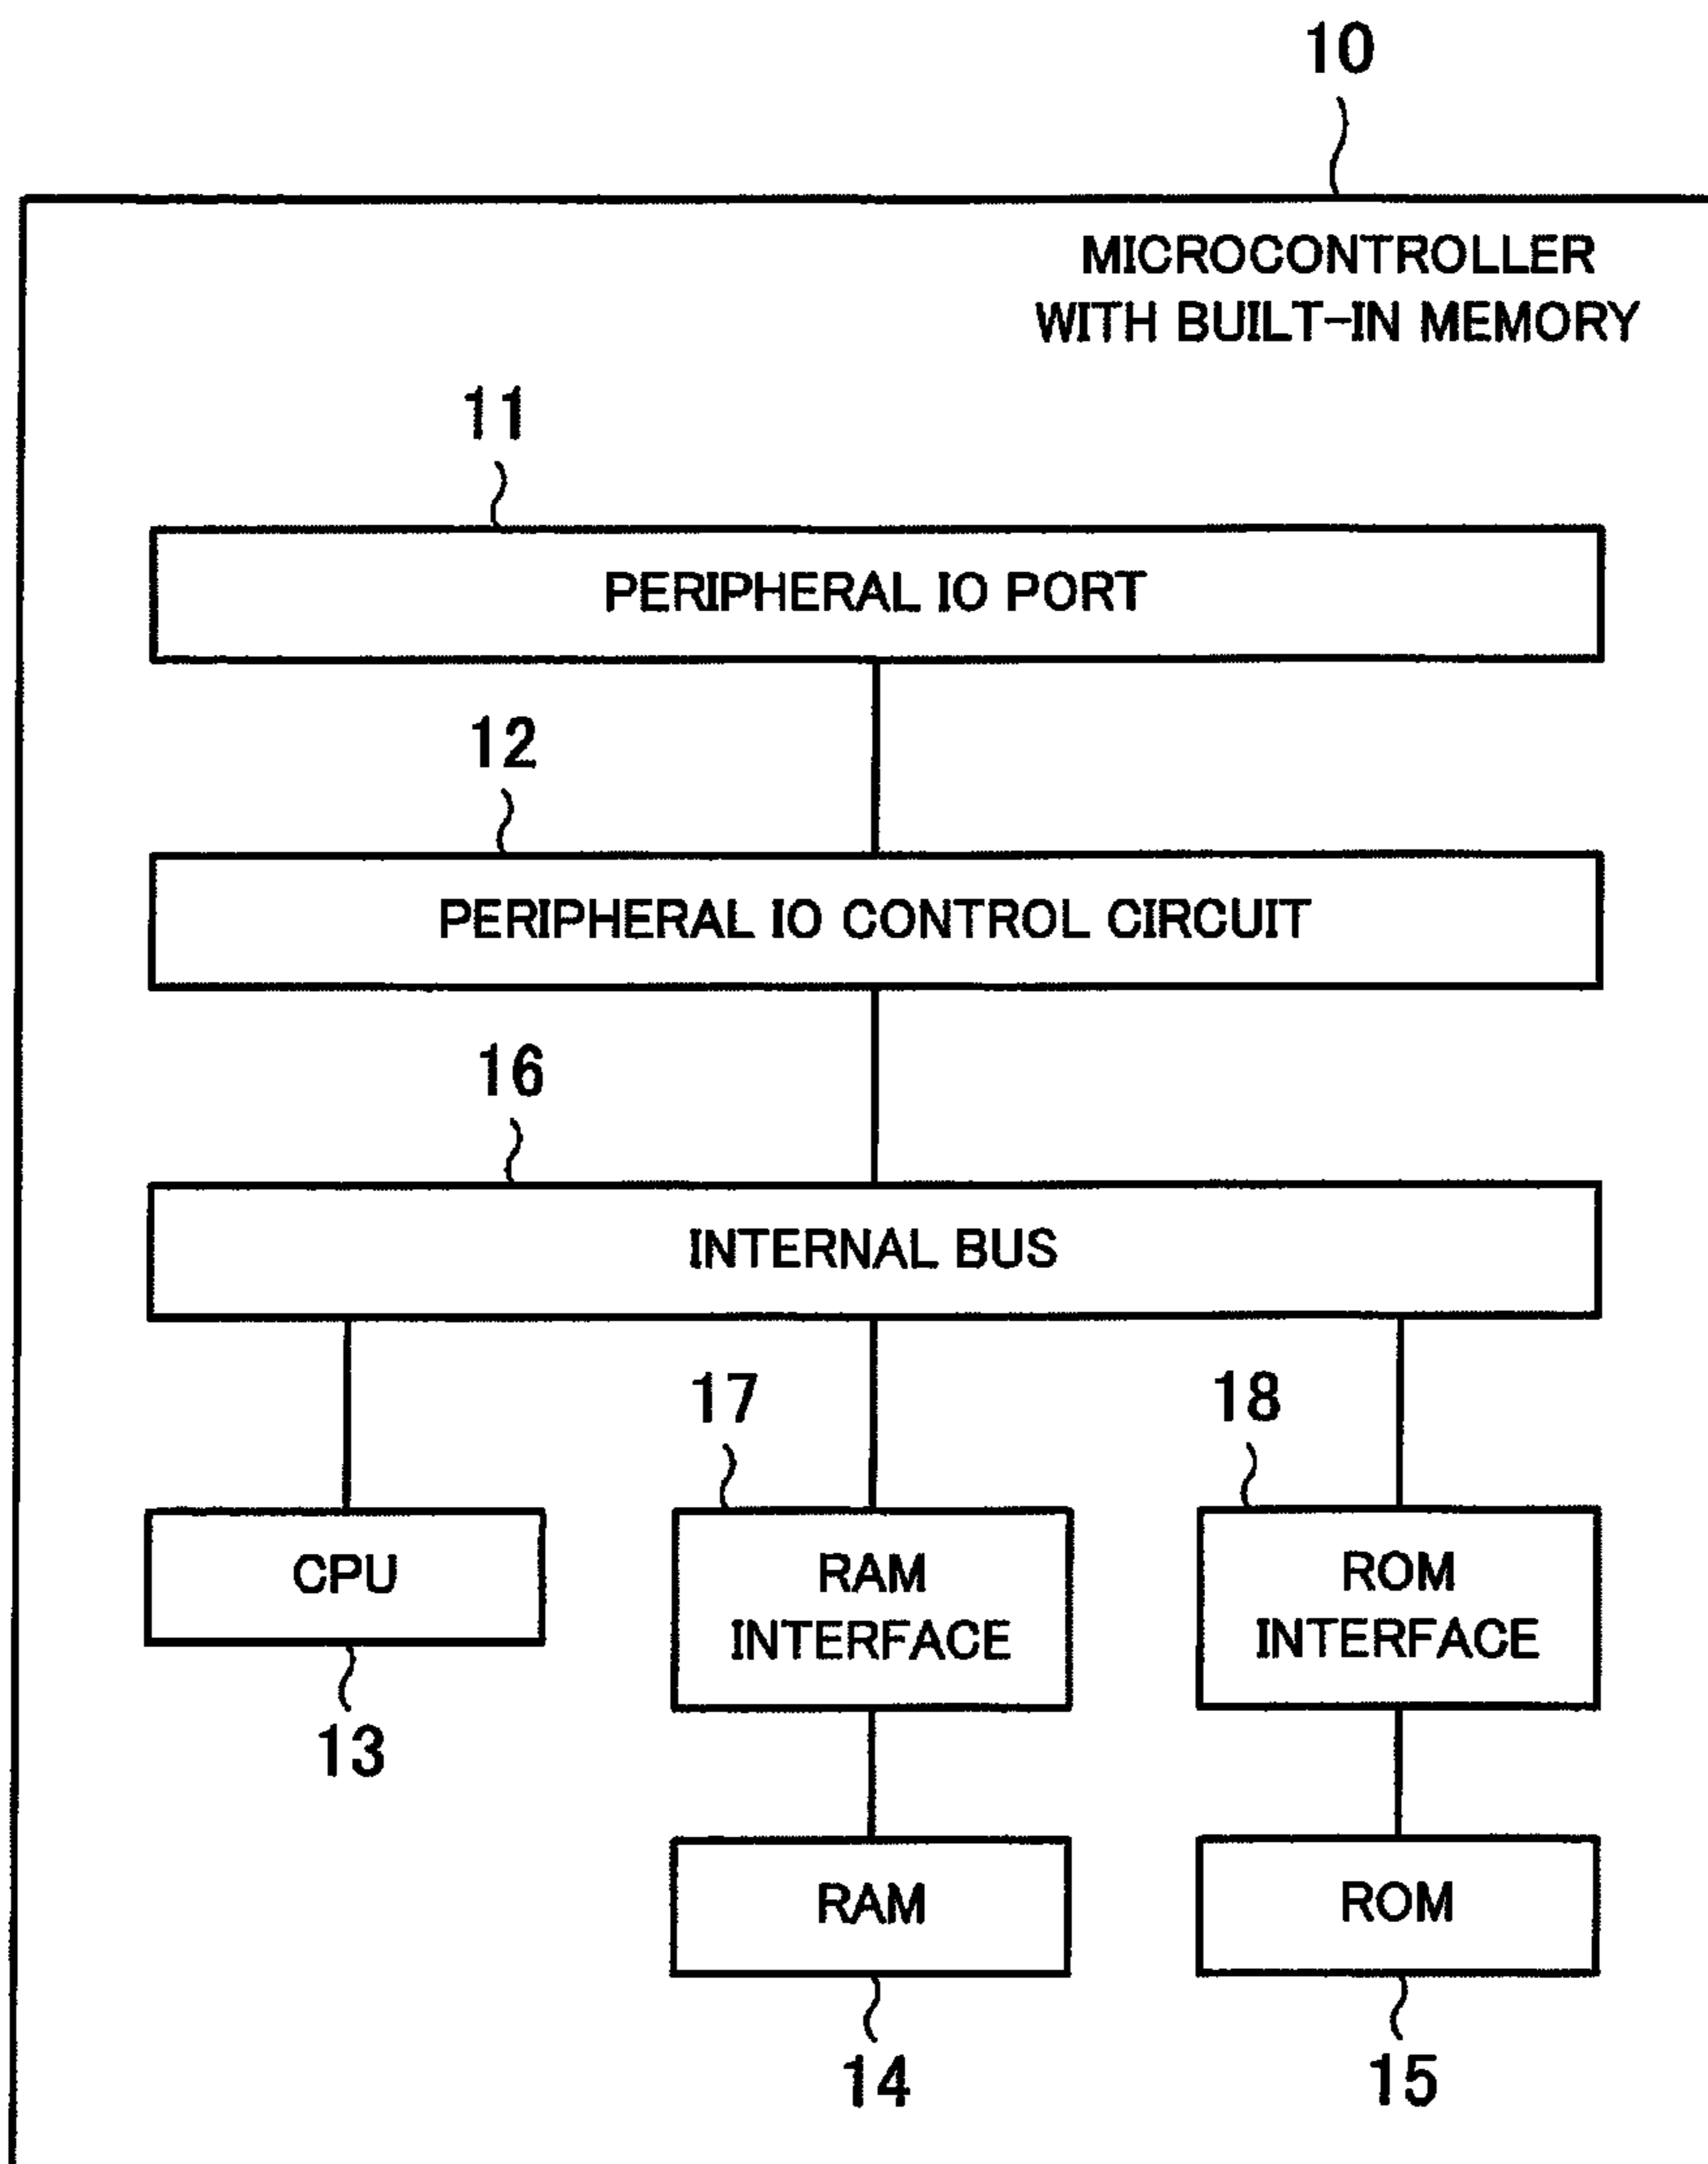 10
MICROCONTROLLER
WITH BUILT-IN MEMORY
11
PERIPHERAL IO PORT
12
PERIPHERAL IO CONTROL CIRCUIT
16
INTERNAL BUS
17
18
CPU
RAM
INTERFACE
ROM
INTERFACE
13
RAM
ROM
14
15